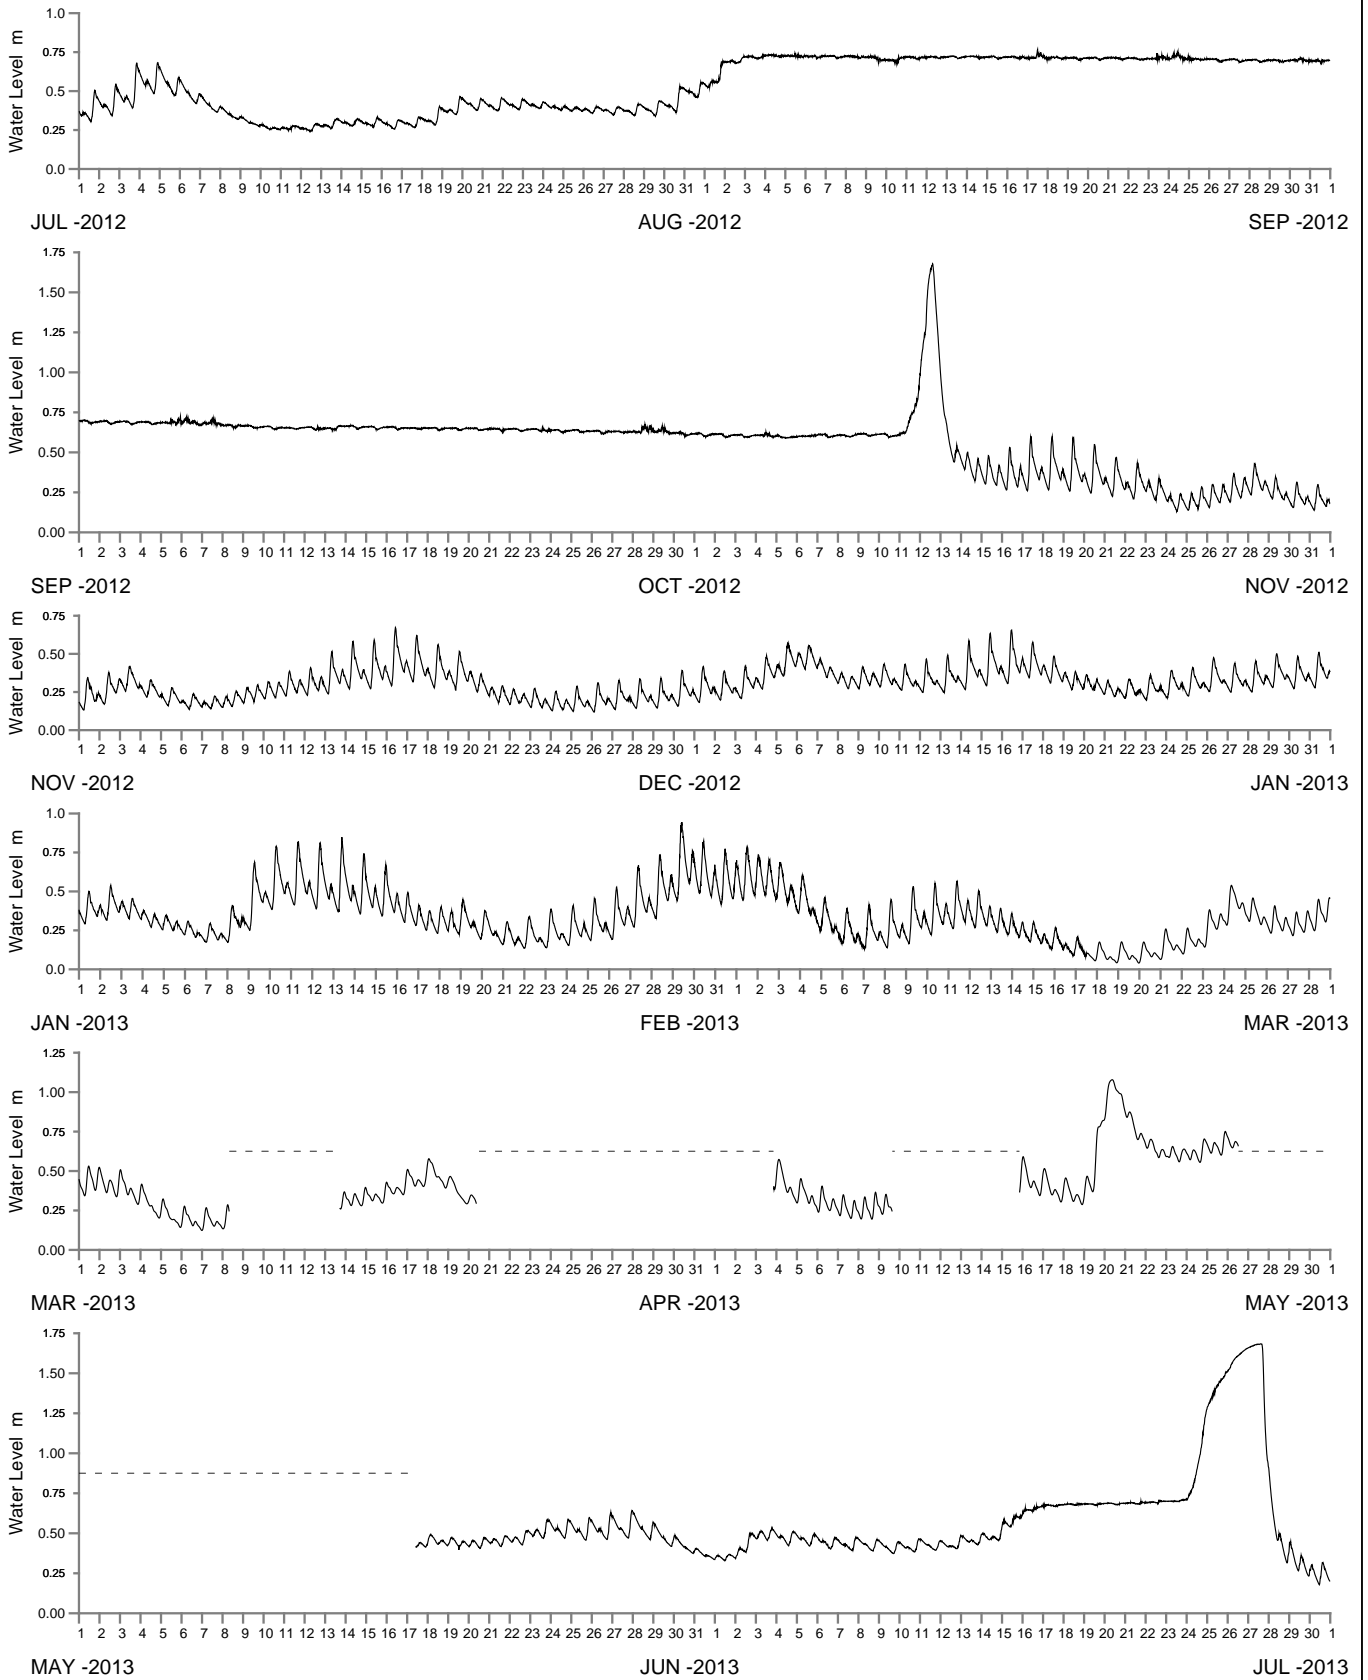 Water Level m
1.0
0.75
0.5
0.25
0.0
1 2 3 4 5 6 7 8 9 10 11 12 13 14 15 16 17 18 19 20 21 22 23 24 25 26 27 28 29 30 31 1 2 3 4 5 6 7 8 9 10 11 12 13 14 15 16 17 18 19 20 21 22 23 24 25 26 27 28 29 30 31 1
JUL -2012 AUG -2012 SEP -2012
Water Level m
1.75
1.50
1.25
1.00
0.75
0.50
0.25
0.00
1 2 3 4 5 6 7 8 9 10 11 12 13 14 15 16 17 18 19 20 21 22 23 24 25 26 27 28 29 30 1 2 3 4 5 6 7 8 9 10 11 12 13 14 15 16 17 18 19 20 21 22 23 24 25 26 27 28 29 30 31 1
SEP -2012 OCT -2012 NOV -2012
Water Level m
0.75
0.50
0.25
0.00
1 2 3 4 5 6 7 8 9 10 11 12 13 14 15 16 17 18 19 20 21 22 23 24 25 26 27 28 29 30 1 2 3 4 5 6 7 8 9 10 11 12 13 14 15 16 17 18 19 20 21 22 23 24 25 26 27 28 29 30 31 1
NOV -2012 DEC -2012 JAN -2013
Water Level m
1.0
0.75
0.5
0.25
0.0
1 2 3 4 5 6 7 8 9 10 11 12 13 14 15 16 17 18 19 20 21 22 23 24 25 26 27 28 29 30 31 1 2 3 4 5 6 7 8 9 10 11 12 13 14 15 16 17 18 19 20 21 22 23 24 25 26 27 28 1
JAN -2013 FEB -2013 MAR -2013
Water Level m
1.25
1.00
0.75
0.50
0.25
0.00
1 2 3 4 5 6 7 8 9 10 11 12 13 14 15 16 17 18 19 20 21 22 23 24 25 26 27 28 29 30 31 1 2 3 4 5 6 7 8 9 10 11 12 13 14 15 16 17 18 19 20 21 22 23 24 25 26 27 28 29 30 1
MAR -2013 APR -2013 MAY -2013
Water Level m
1.75
1.50
1.25
1.00
0.75
0.50
0.25
0.00
1 2 3 4 5 6 7 8 9 10 11 12 13 14 15 16 17 18 19 20 21 22 23 24 25 26 27 28 29 30 31 1 2 3 4 5 6 7 8 9 10 11 12 13 14 15 16 17 18 19 20 21 22 23 24 25 26 27 28 29 30 1
MAY -2013 JUN -2013 JUL -2013